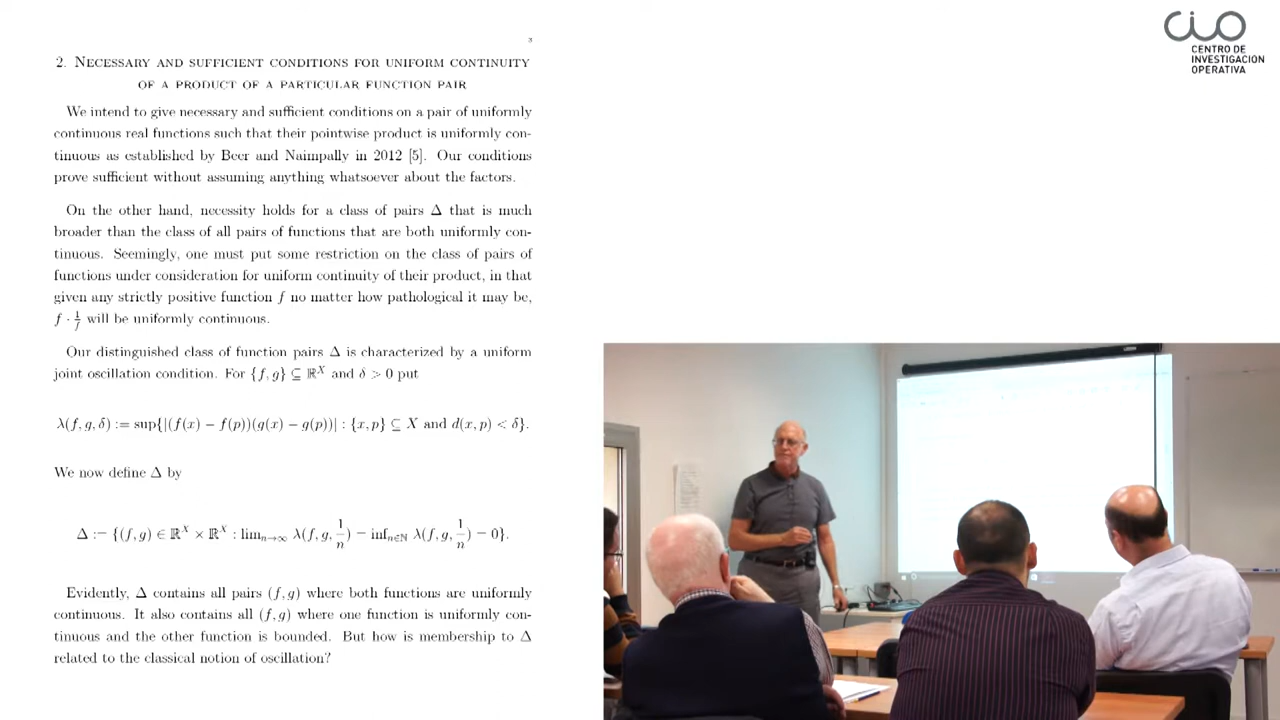 3
2. NECESSARY AND SUFFICIENT CONDITIONS FOR UNIFORM CONTINUITY
OF A PRODUCT OF A PARTICULAR FUNCTION PAIR
We intend to give necessary and sufficient conditions on a pair of uniformly
continuous real functions such that their pointwise product is uniformly con-
tinuous as established by Beer and Naimpally in 2012 [5]. Our conditions
prove sufficient without assuming anything whatsoever about the factors.
On the other hand, necessity holds for a class of pairs Δ that is much
broader than the class of all pairs of functions that are both uniformly con-
tinuous. Seemingly, one must put some restriction on the class of pairs of
functions under consideration for uniform continuity of their product, in that
given any strictly positive function f no matter how pathological it may be,
f · 1/f will be uniformly continuous.
Our distinguished class of function pairs Δ is characterized by a uniform
joint oscillation condition. For {f, g} ⊆ ℝ^X and δ > 0 put
λ(f, g, δ) := sup{|(f(x) − f(p))(g(x) − g(p))| : {x, p} ⊆ X and d(x, p) < δ}.
We now define Δ by
Δ := {(f, g) ∈ ℝ^X × ℝ^X : lim_{n→∞} λ(f, g, 1/n) = inf_{n∈ℕ} λ(f, g, 1/n) = 0}.
Evidently, Δ contains all pairs (f, g) where both functions are uniformly
continuous. It also contains all (f, g) where one function is uniformly con-
tinuous and the other function is bounded. But how is membership to Δ
related to the classical notion of oscillation?
CIO
CENTRO DE
INVESTIGACIÓN
OPERATIVA